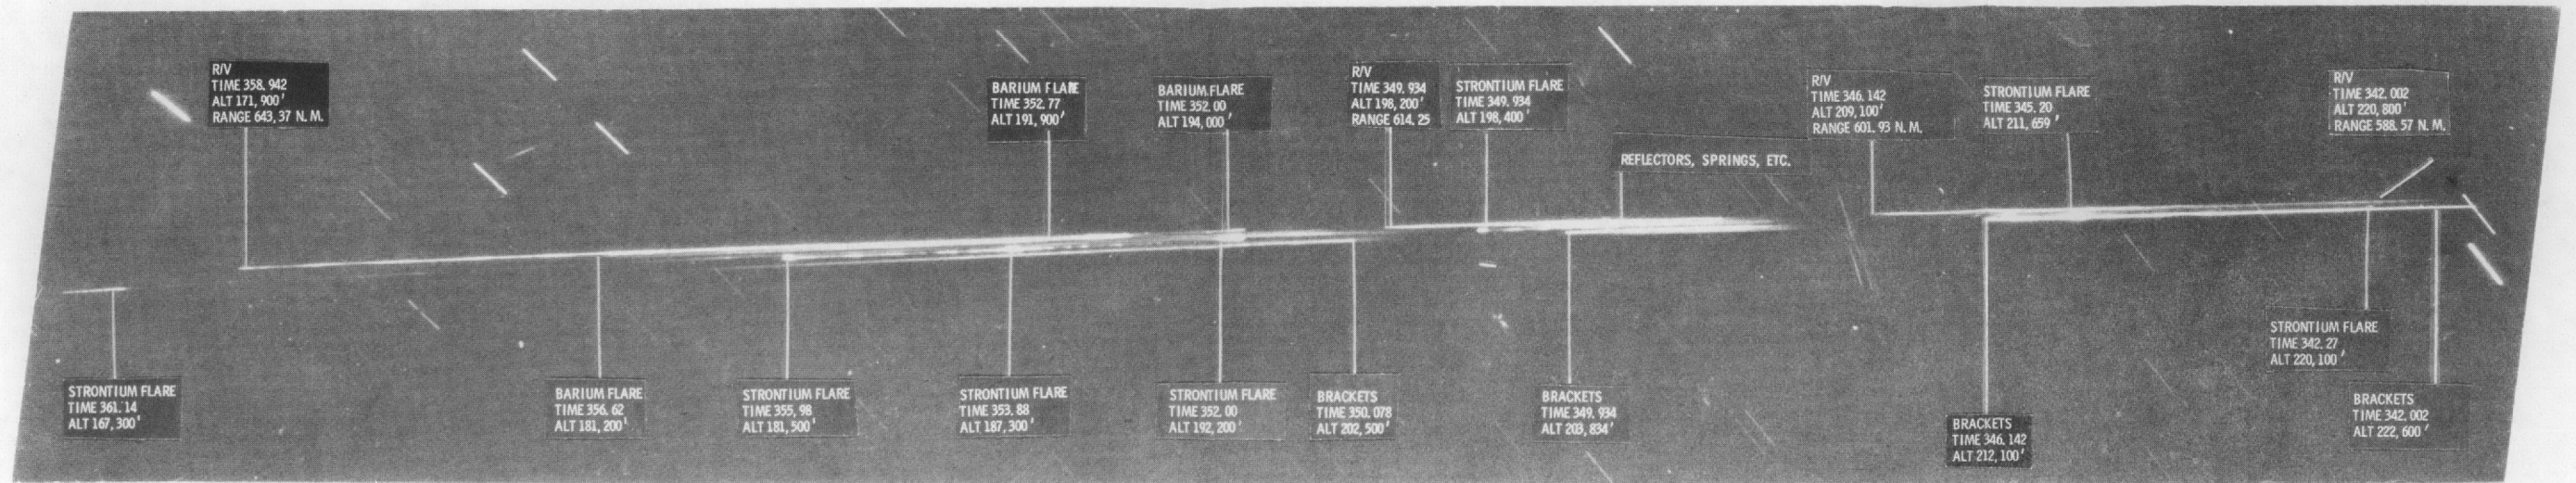 R/V
TIME 358. 942
ALT 171, 900'
RANGE 643, 37 N. M.
BARIUM FLARE
TIME 352. 77
ALT 191, 900'
BARIUM FLARE
TIME 352. 00
ALT 194, 000'
R/V
TIME 349. 934
ALT 198, 200'
RANGE 614. 25
STRONTIUM FLARE
TIME 349. 934
ALT 198, 400'
REFLECTORS, SPRINGS, ETC.
R/V
TIME 346. 142
ALT 209, 100'
RANGE 601. 93 N. M.
STRONTIUM FLARE
TIME 345. 20
ALT 211, 659 '
R/V
TIME 342. 002
ALT 220, 800'
RANGE 588. 57 N. M.
STRONTIUM FLARE
TIME 361. 14
ALT 167, 300'
BARIUM FLARE
TIME 356. 62
ALT 181, 200'
STRONTIUM FLARE
TIME 355, 98
ALT 181, 500'
STRONTIUM FLARE
TIME 353. 88
ALT 187, 300'
STRONTIUM FLARE
TIME 352. 00
ALT 192, 200'
BRACKETS
TIME 350. 078
ALT 202, 500'
BRACKETS
TIME 349. 934
ALT 203, 834'
BRACKETS
TIME 346. 142
ALT 212, 100'
STRONTIUM FLARE
TIME 342. 27
ALT 220, 100'
BRACKETS
TIME 342. 002
ALT 222, 600'